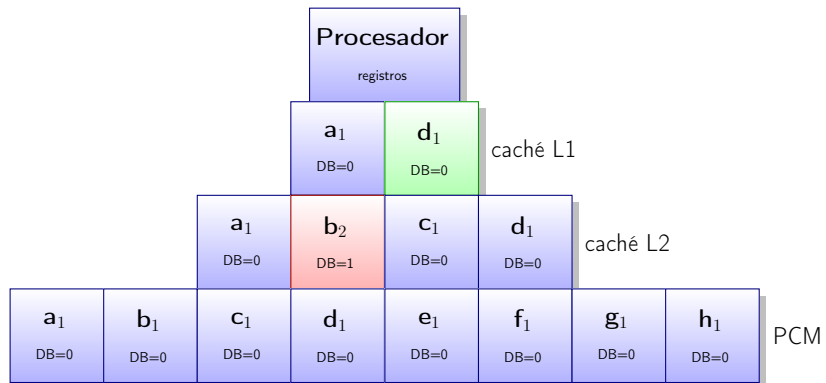 Procesador
registros
a₁ d₁
DB=0 DB=0
caché L1
a₁ b₂ c₁ d₁
DB=0 DB=1 DB=0 DB=0
caché L2
a₁ b₁ c₁ d₁ e₁ f₁ g₁ h₁
DB=0 DB=0 DB=0 DB=0 DB=0 DB=0 DB=0 DB=0
PCM